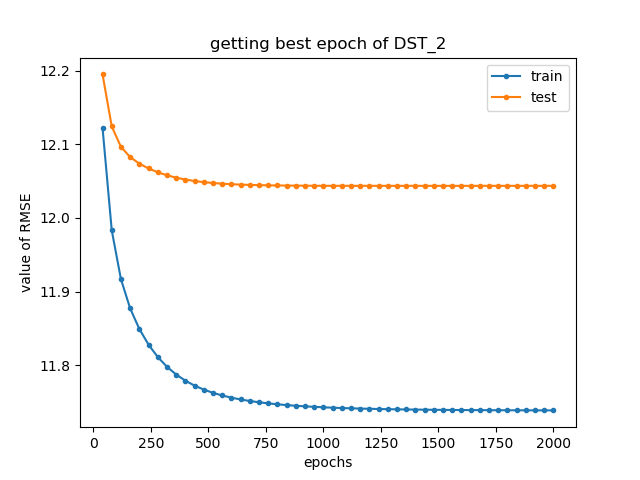 getting best epoch of DST_2
train
test
value of RMSE
12.2
12.1
12.0
11.9
11.8
0 250 500 750 1000 1250 1500 1750 2000
epochs